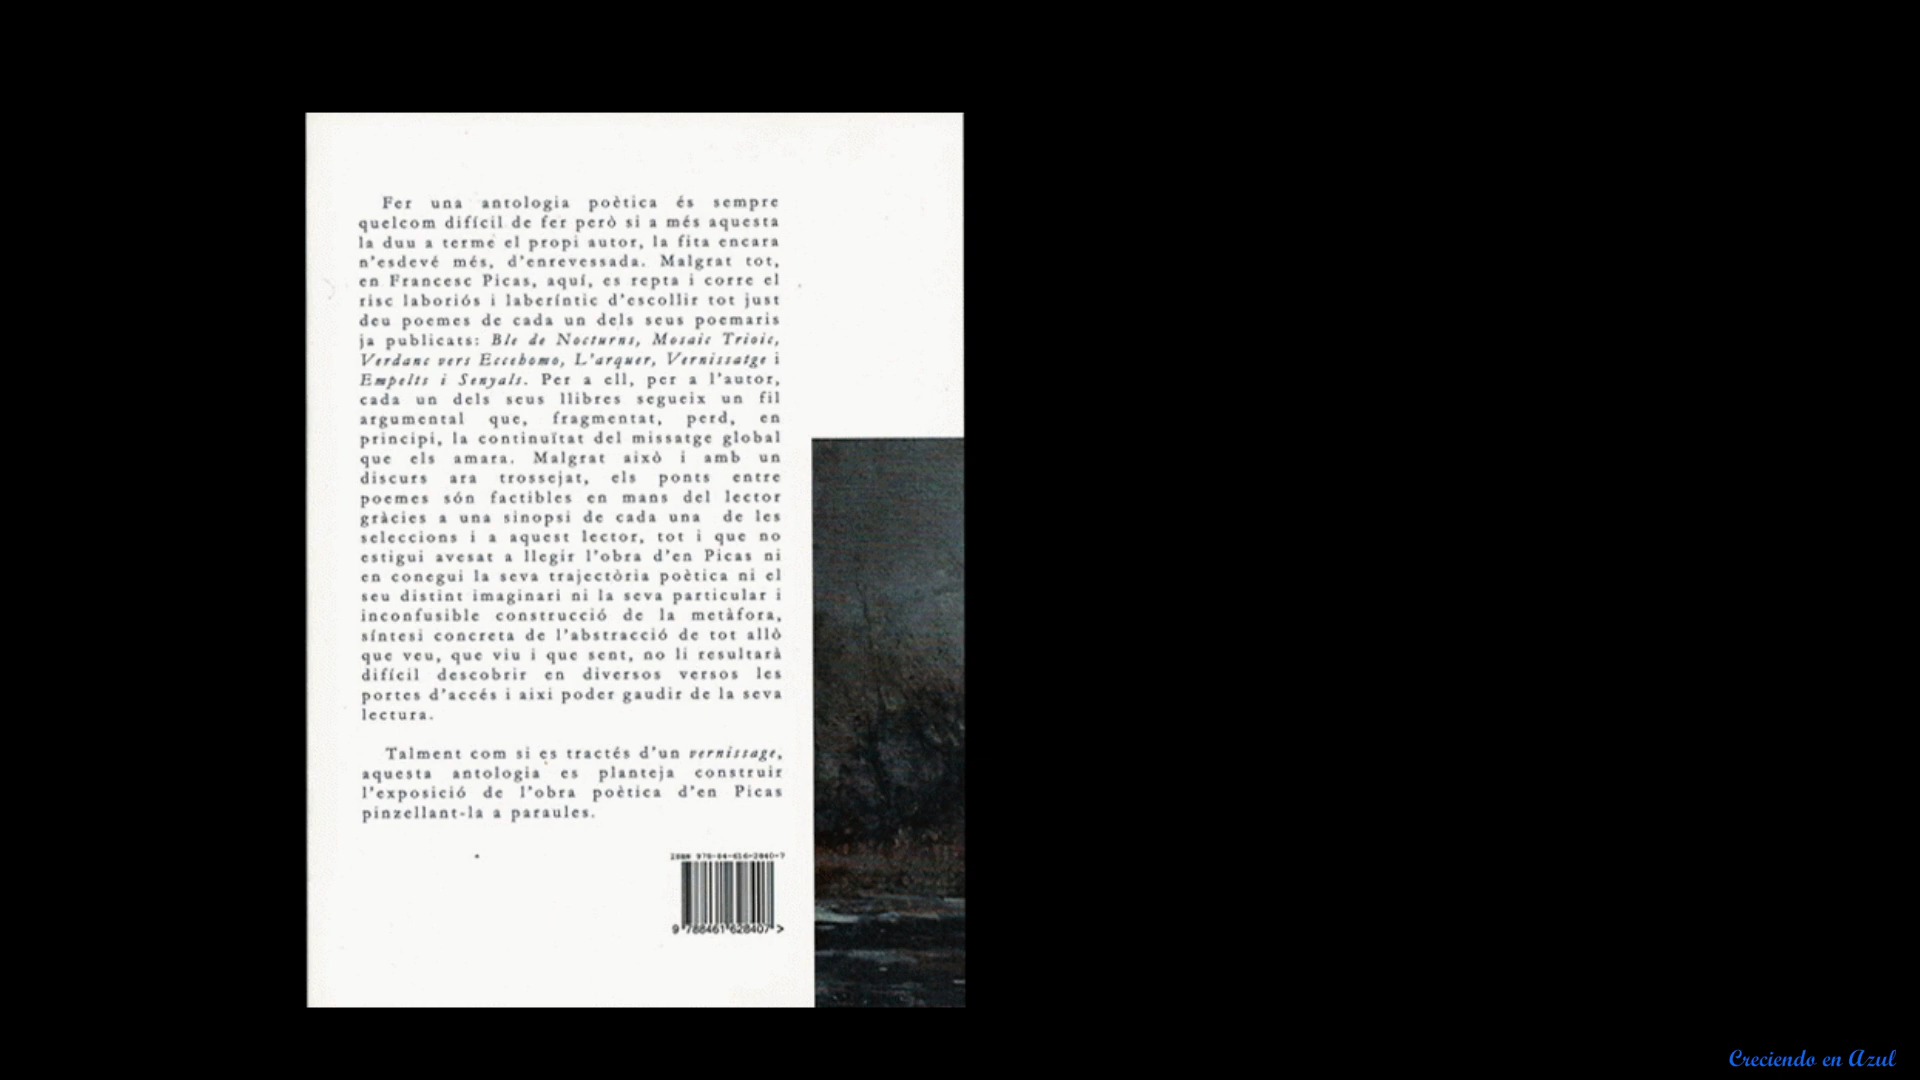 Fer una antologia poètica és sempre
quelcom difícil de fer però si a més aquesta
la duu a terme el propi autor, la fita encara
n'esdevé més, d'enrevessada. Malgrat tot,
en Francesc Picas, aquí, es repta i corre el
risc laboriós i laberíntic d'escollir tot just
deu poemes de cada un dels seus poemaris
ja publicats: Ble de Nocturns, Mosaic Trioic,
Verdanc vers Eccehomo, L'arquer, Vernissatge i
Empelts i Senyals. Per a ell, per a l'autor,
cada un dels seus llibres segueix un fil
argumental que, fragmentat, perd, en
principi, la continuïtat del missatge global
que els amara. Malgrat això i amb un
discurs ara trossejat, els ponts entre
poemes són factibles en mans del lector
gràcies a una sinopsi de cada una de les
seleccions i a aquest lector, tot i que no
estigui avesat a llegir l'obra d'en Picas ni
en conegui la seva trajectòria poètica ni el
seu distint imaginari ni la seva particular i
inconfusible construcció de la metàfora,
síntesi concreta de l'abstracció de tot allò
que veu, que viu i que sent, no li resultarà
difícil descobrir en diversos versos les
portes d'accés i aixi poder gaudir de la seva
lectura.
Talment com si es tractés d'un vernissage,
aquesta antologia es planteja construir
l'exposició de l'obra poètica d'en Picas
pinzellant-la a paraules.
ISBN 978-84-616-2840-7
9 788461 628407 >
Creciendo en Azul